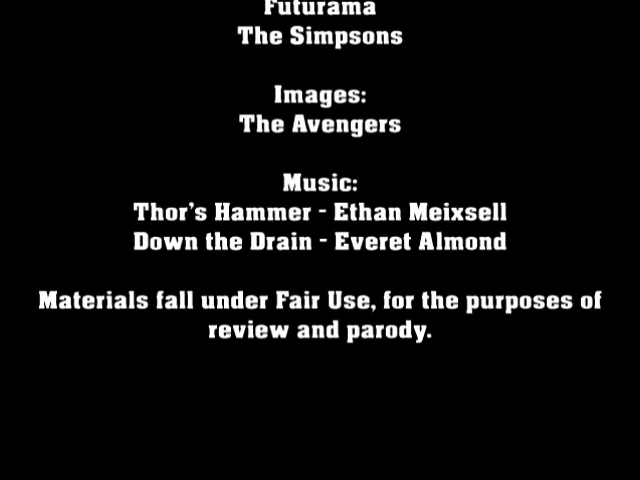 Futurama
The Simpsons
Images:
The Avengers
Music:
Thor's Hammer - Ethan Meixsell
Down the Drain - Everet Almond
Materials fall under Fair Use, for the purposes of
review and parody.